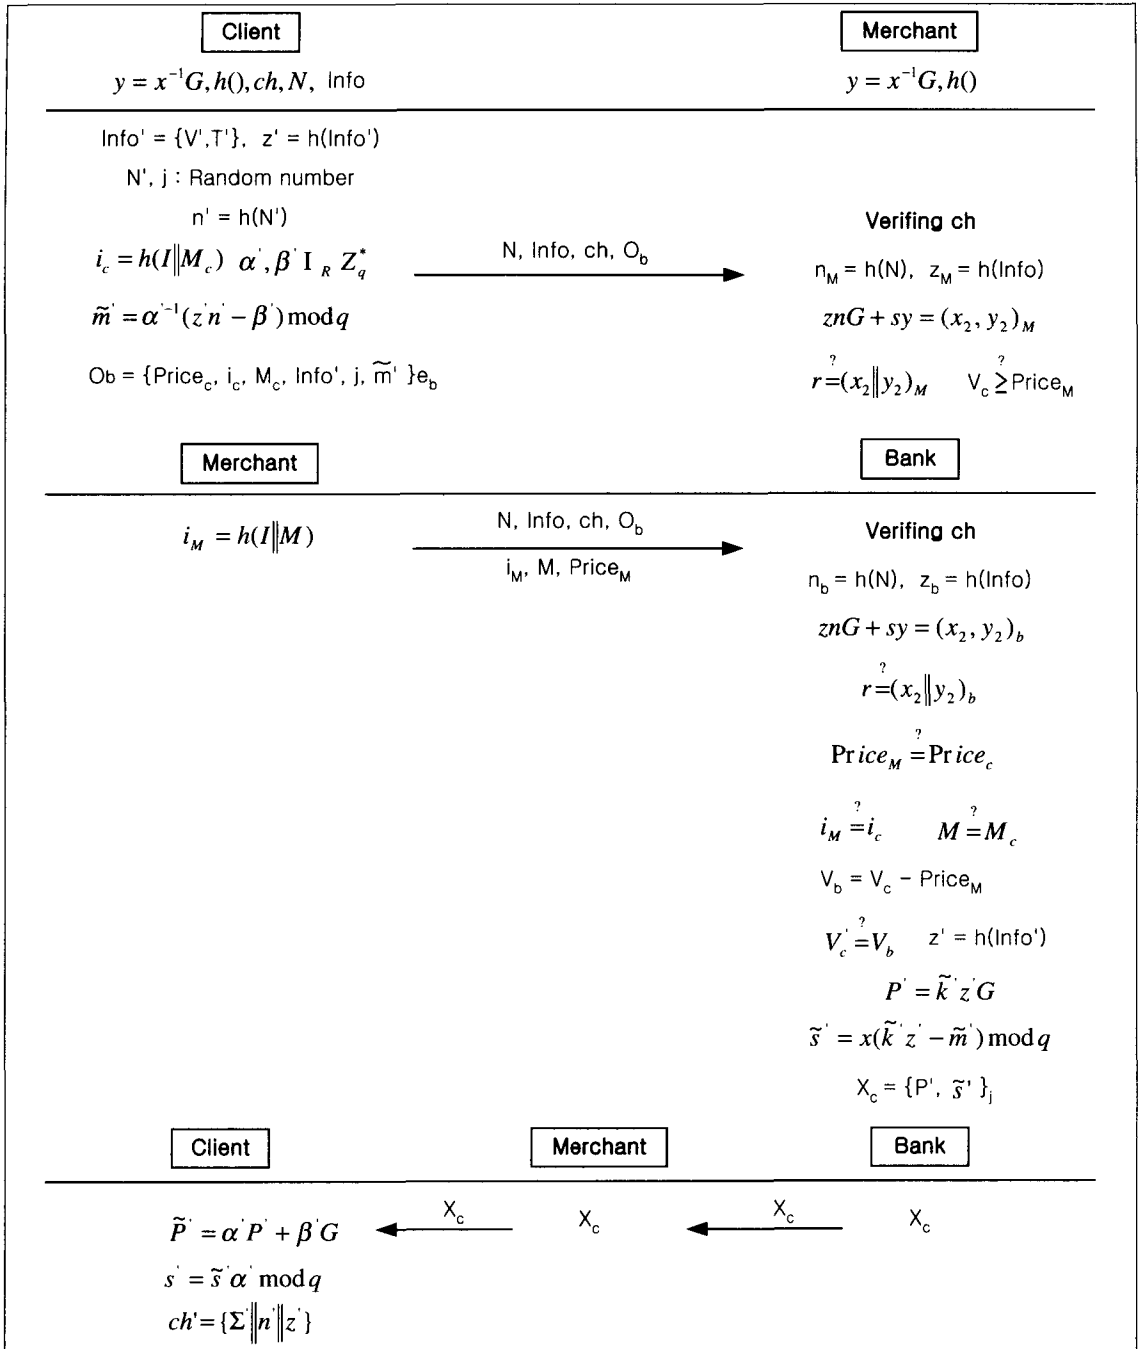 Client
Merchant
y = x⁻¹G, h(), ch, N, Info
y = x⁻¹G, h()
Info' = {V',T'}, z' = h(Info')
N', j : Random number
n' = h(N')
i_c = h(I‖M_c) α', β' I_R Z*_q
m̃' = α'⁻¹(z'n' − β') mod q
Ob = {Price_c, i_c, M_c, Info', j, m̃' }e_b
N, Info, ch, O_b
Verifing ch
n_M = h(N), z_M = h(Info)
znG + sy = (x₂, y₂)_M
r ?= (x₂‖y₂)_M V_c ?≥ Price_M
Merchant
Bank
i_M = h(I‖M)
N, Info, ch, O_b
i_M, M, Price_M
Verifing ch
n_b = h(N), z_b = h(Info)
znG + sy = (x₂, y₂)_b
r ?= (x₂‖y₂)_b
Price_M ?= Price_c
i_M ?= i_c M ?= M_c
V_b = V_c − Price_M
V'_c ?= V_b z' = h(Info')
P' = k̃'z'G
s̃' = x(k̃'z' − m̃') mod q
X_c = {P', s̃' }_j
Client
Merchant
Bank
P̃' = α'P' + β'G
X_c
X_c
X_c
X_c
s' = s̃'α' mod q
ch' = {Σ'‖n'‖z'}